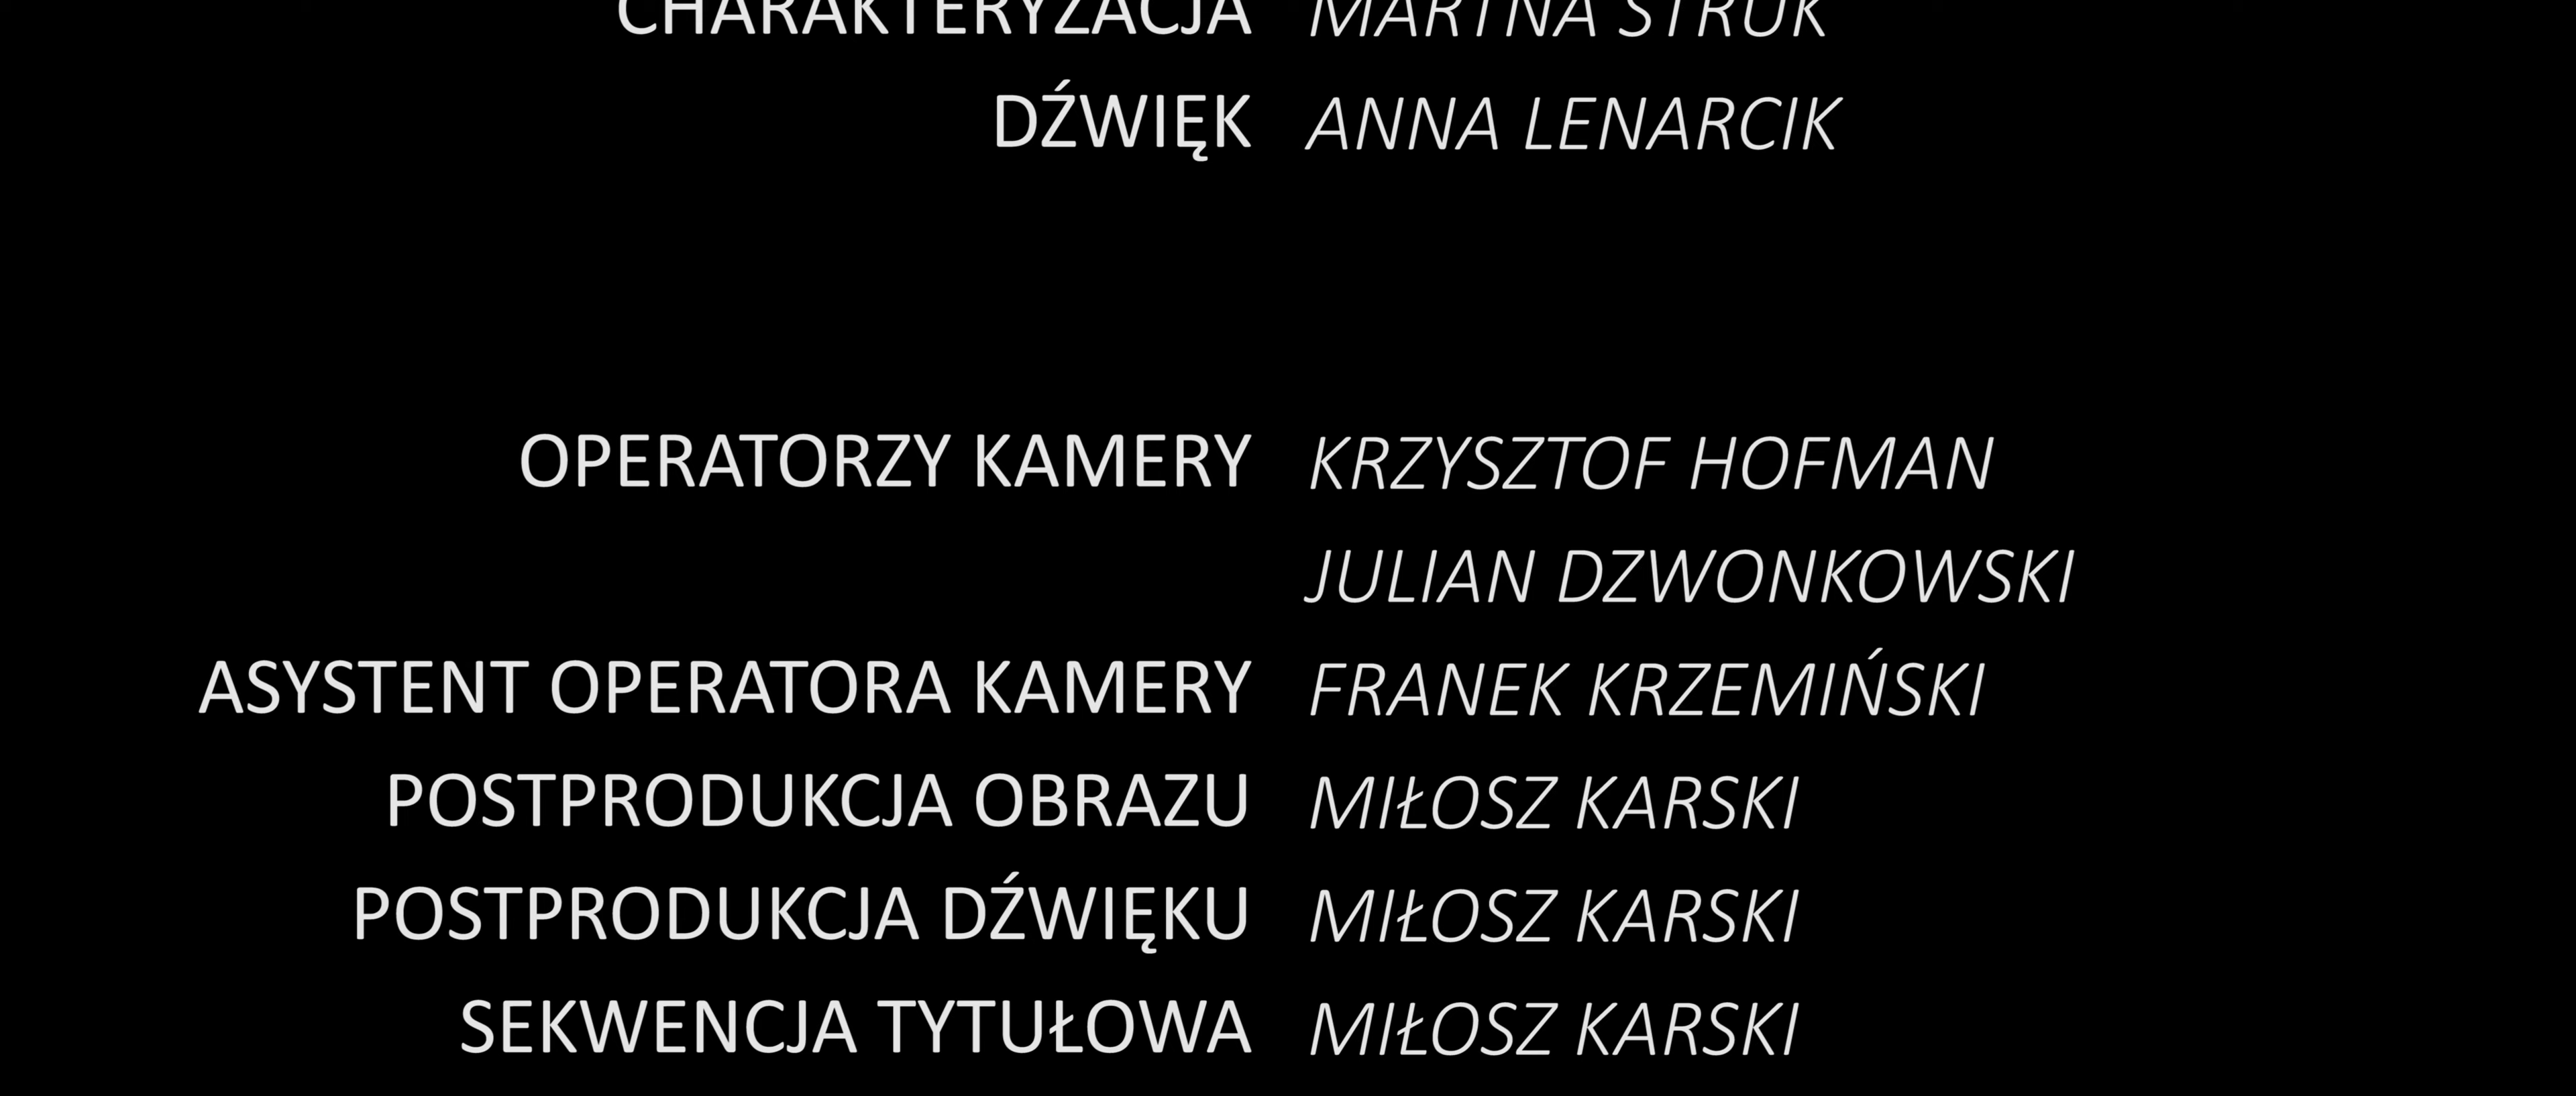 CHARAKTERYZACJA STRUK
DŹWIĘK ANNA LENARCIK
OPERATORZY KAMERY KRZYSZTOF HOFMAN
JULIAN DZWONKOWSKI
ASYSTENT OPERATORA KAMERY FRANEK KRZEMIŃSKI
POSTPRODUKCJA OBRAZU MIŁOSZ KARSKI
POSTPRODUKCJA DŹWIĘKU MIŁOSZ KARSKI
SEKWENCJA TYTUŁOWA MIŁOSZ KARSKI